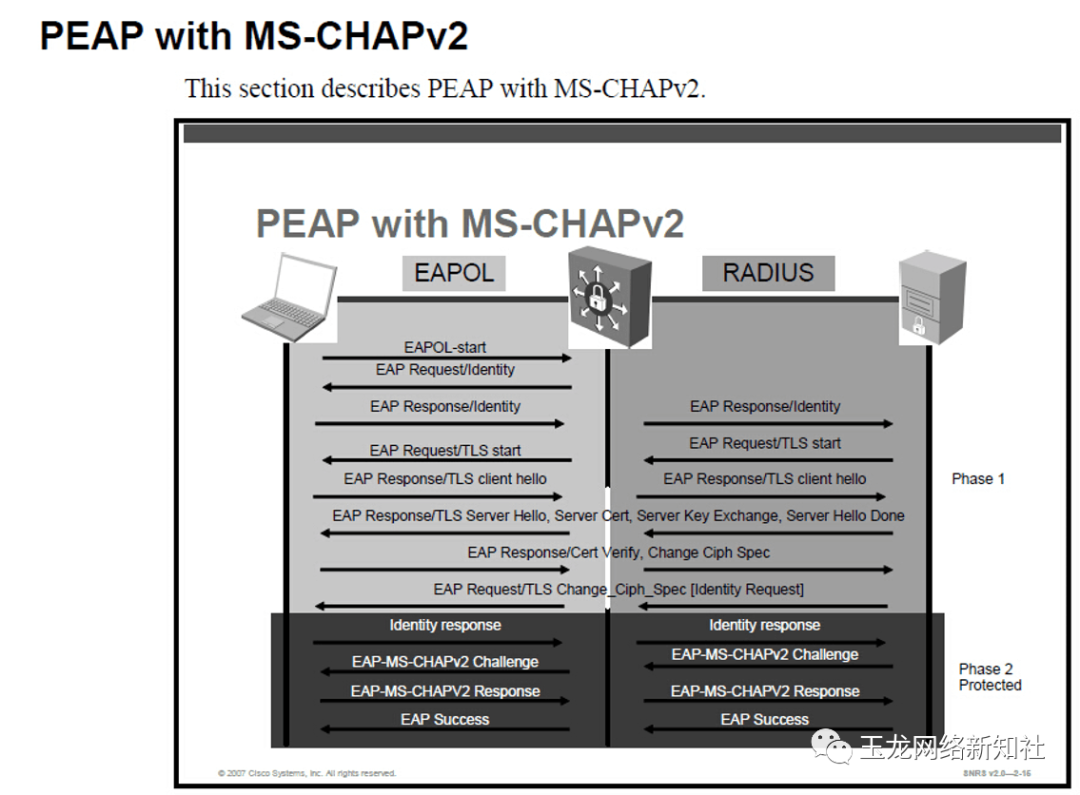 PEAP with MS-CHAPv2
This section describes PEAP with MS-CHAPv2.
PEAP with MS-CHAPv2
EAPOL
RADIUS
EAPOL-start
EAP Request/Identity
EAP Response/Identity
EAP Response/Identity
EAP Request/TLS start
EAP Request/TLS start
EAP Response/TLS client hello
EAP Response/TLS client hello
Phase 1
EAP Response/TLS Server Hello, Server Cert, Server Key Exchange, Server Hello Done
EAP Response/Cert Verify, Change Ciph Spec
EAP Request/TLS Change_Ciph_Spec [Identity Request]
Identity response
Identity response
EAP-MS-CHAPv2 Challenge
EAP-MS-CHAPv2 Challenge
Phase 2
Protected
EAP-MS-CHAPV2 Response
EAP-MS-CHAPV2 Response
EAP Success
EAP Success
玉龙网络新知社
© 2007 Cisco Systems, Inc. All rights reserved.
SNRS v2.0—2-15